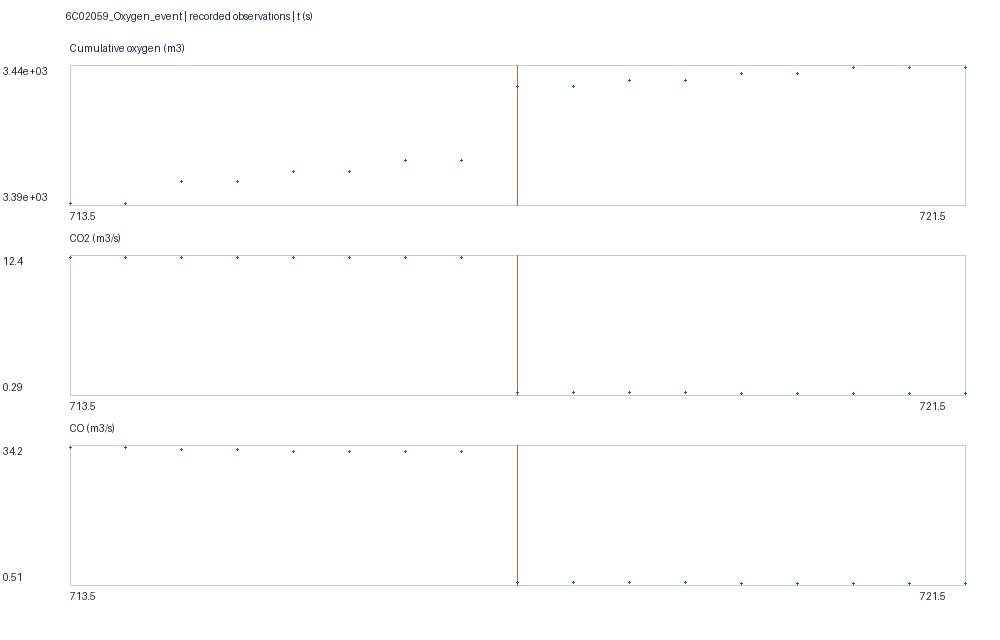 6C02059_Oxygen_event | recorded observations | t (s)
Cumulative oxygen (m3)
3.44e+03
3.39e+03
713.5 721.5
CO2 (m3/s)
12.4
0.29
713.5 721.5
CO (m3/s)
34.2
0.51
713.5 721.5